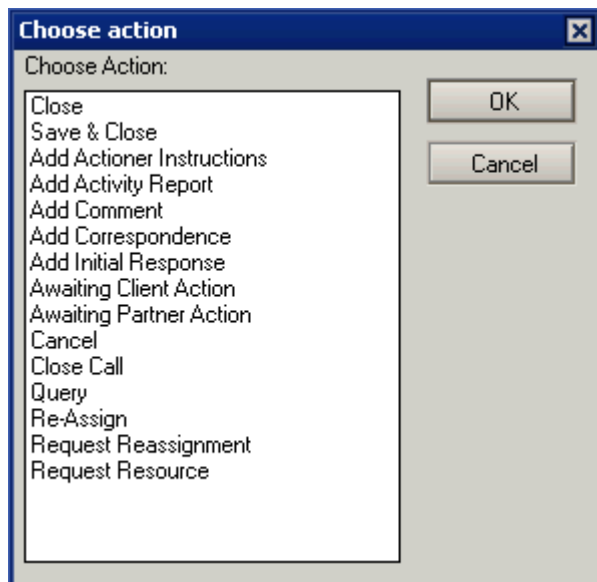 Choose action
Choose Action:
Close
Save & Close
Add Actioner Instructions
Add Activity Report
Add Comment
Add Correspondence
Add Initial Response
Awaiting Client Action
Awaiting Partner Action
Cancel
Close Call
Query
Re-Assign
Request Reassignment
Request Resource
OK
Cancel